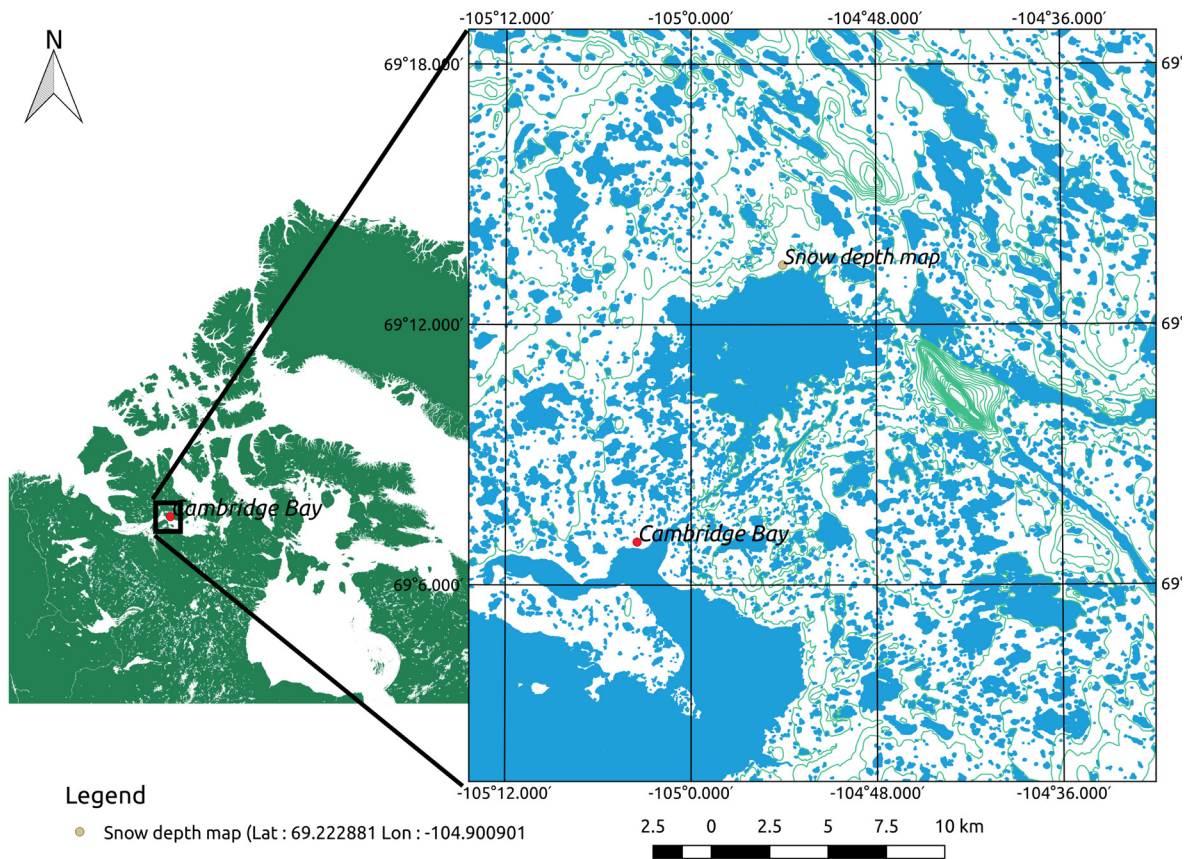 -105°12.000′ -105°0.000′ -104°48.000′ -104°36.000′
N
69°18.000′ 69°
Snow depth map
69°12.000′ 69°
Cambridge Bay
Cambridge Bay
69°6.000′ 69°
-105°12.000′ -105°0.000′ -104°48.000′ -104°36.000′
Legend
Snow depth map (Lat : 69.222881 Lon : -104.900901
2.5 0 2.5 5 7.5 10 km